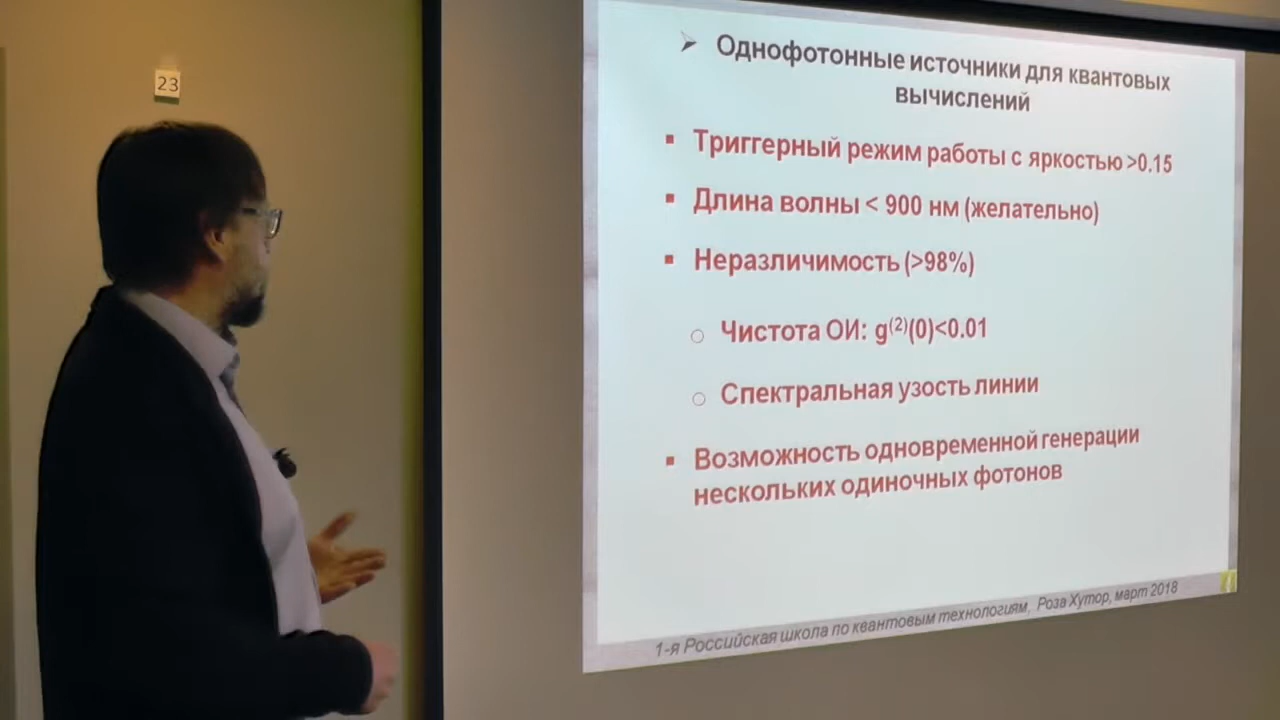 23
➢ Однофотонные источники для квантовых
вычислений
▪ Триггерный режим работы с яркостью >0.15
▪ Длина волны < 900 нм (желательно)
▪ Неразличимость (>98%)
○ Чистота ОИ: g⁽²⁾(0)<0.01
○ Спектральная узость линии
▪ Возможность одновременной генерации
нескольких одиночных фотонов
1-я Российская школа по квантовым технологиям, Роза Хутор, март 2018